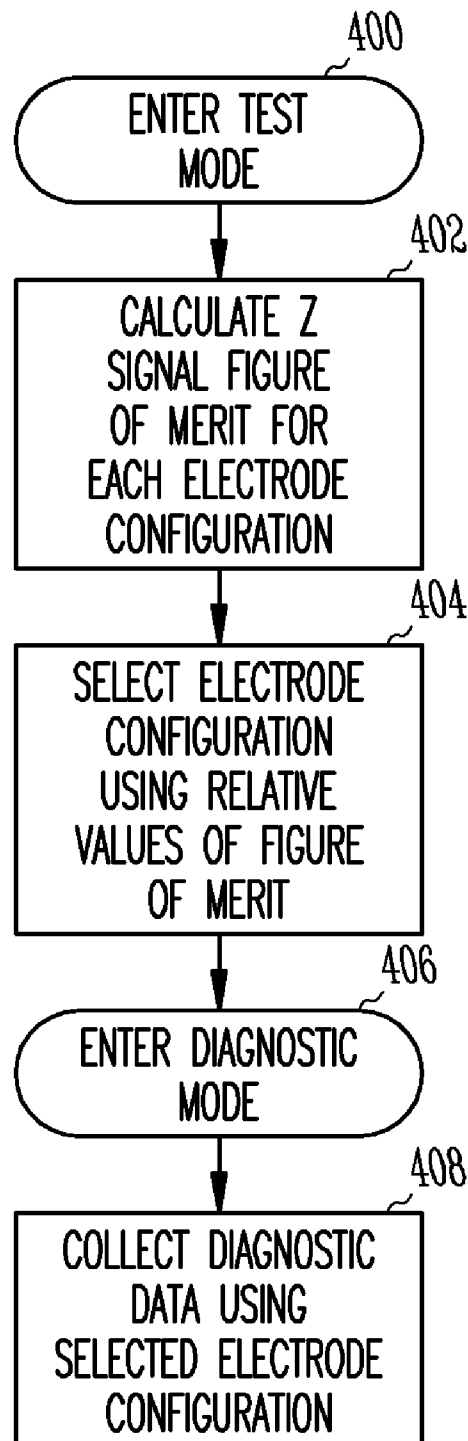 400
ENTER TEST
MODE
402
CALCULATE Z
SIGNAL FIGURE
OF MERIT FOR
EACH ELECTRODE
CONFIGURATION
404
SELECT ELECTRODE
CONFIGURATION
USING RELATIVE
VALUES OF FIGURE
OF MERIT
406
ENTER DIAGNOSTIC
MODE
408
COLLECT DIAGNOSTIC
DATA USING
SELECTED ELECTRODE
CONFIGURATION